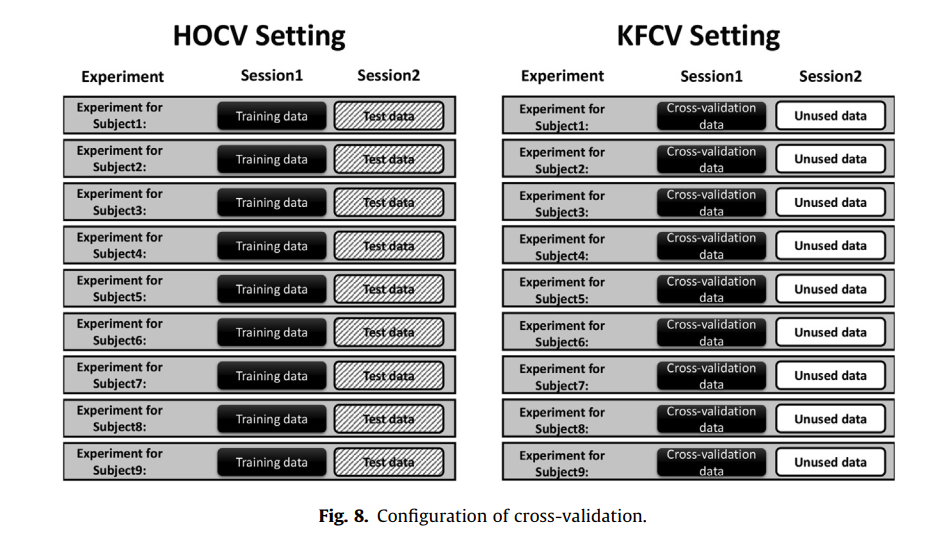 HOCV Setting
Experiment Session1 Session2
Experiment for
Subject1:
Training data
Test data
Experiment for
Subject2:
Training data
Test data
Experiment for
Subject3:
Training data
Test data
Experiment for
Subject4:
Training data
Test data
Experiment for
Subject5:
Training data
Test data
Experiment for
Subject6:
Training data
Test data
Experiment for
Subject7:
Training data
Test data
Experiment for
Subject8:
Training data
Test data
Experiment for
Subject9:
Training data
Test data
KFCV Setting
Experiment Session1 Session2
Experiment for
Subject1:
Cross-validation
data
Unused data
Experiment for
Subject2:
Cross-validation
data
Unused data
Experiment for
Subject3:
Cross-validation
data
Unused data
Experiment for
Subject4:
Cross-validation
data
Unused data
Experiment for
Subject5:
Cross-validation
data
Unused data
Experiment for
Subject6:
Cross-validation
data
Unused data
Experiment for
Subject7:
Cross-validation
data
Unused data
Experiment for
Subject8:
Cross-validation
data
Unused data
Experiment for
Subject9:
Cross-validation
data
Unused data
Fig. 8. Configuration of cross-validation.